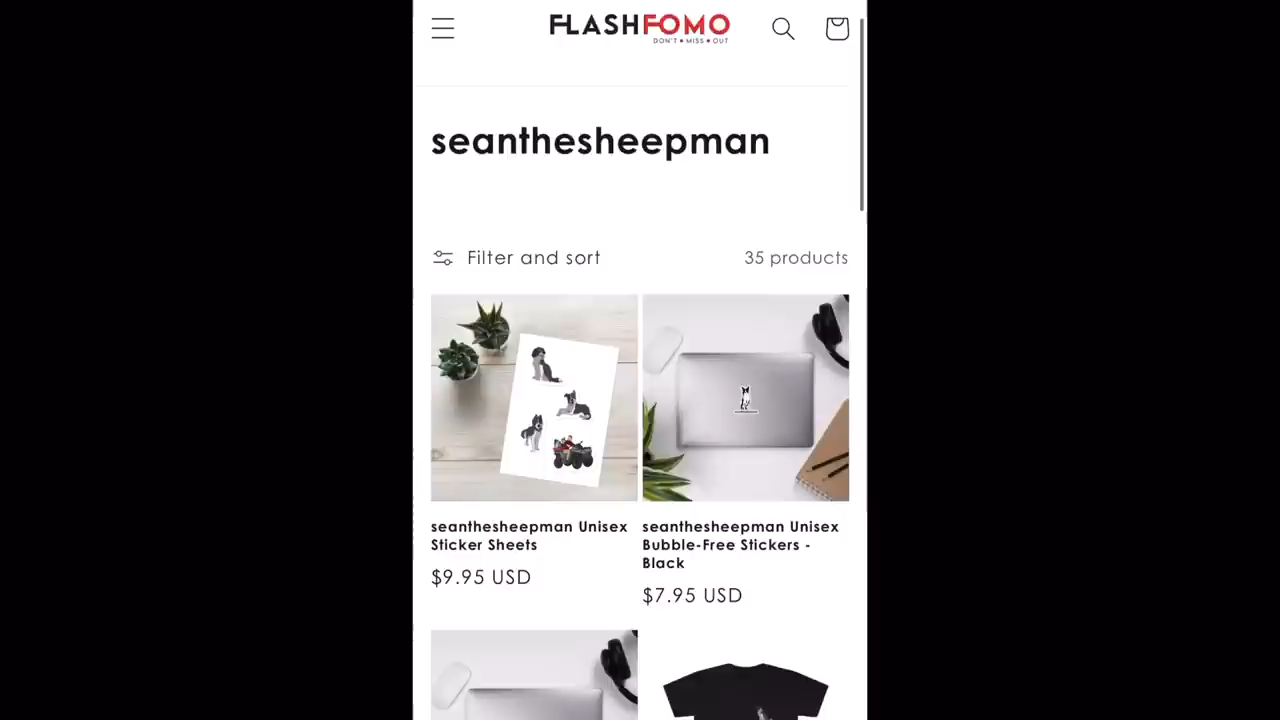 FLASHFOMO
DON'T • MISS • OUT
seanthesheepman
Filter and sort
35 products
seanthesheepman Unisex
Sticker Sheets
$9.95 USD
seanthesheepman Unisex
Bubble-Free Stickers -
Black
$7.95 USD